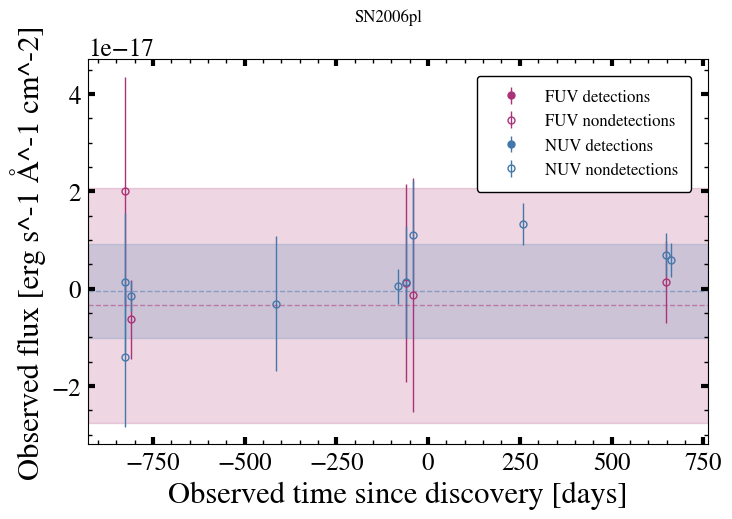 SN2006pl
1e−17
Observed flux [erg s^-1 Å^-1 cm^-2]
4
2
0
−2
FUV detections
FUV nondetections
NUV detections
NUV nondetections
−750
−500
−250
0
250
500
750
Observed time since discovery [days]